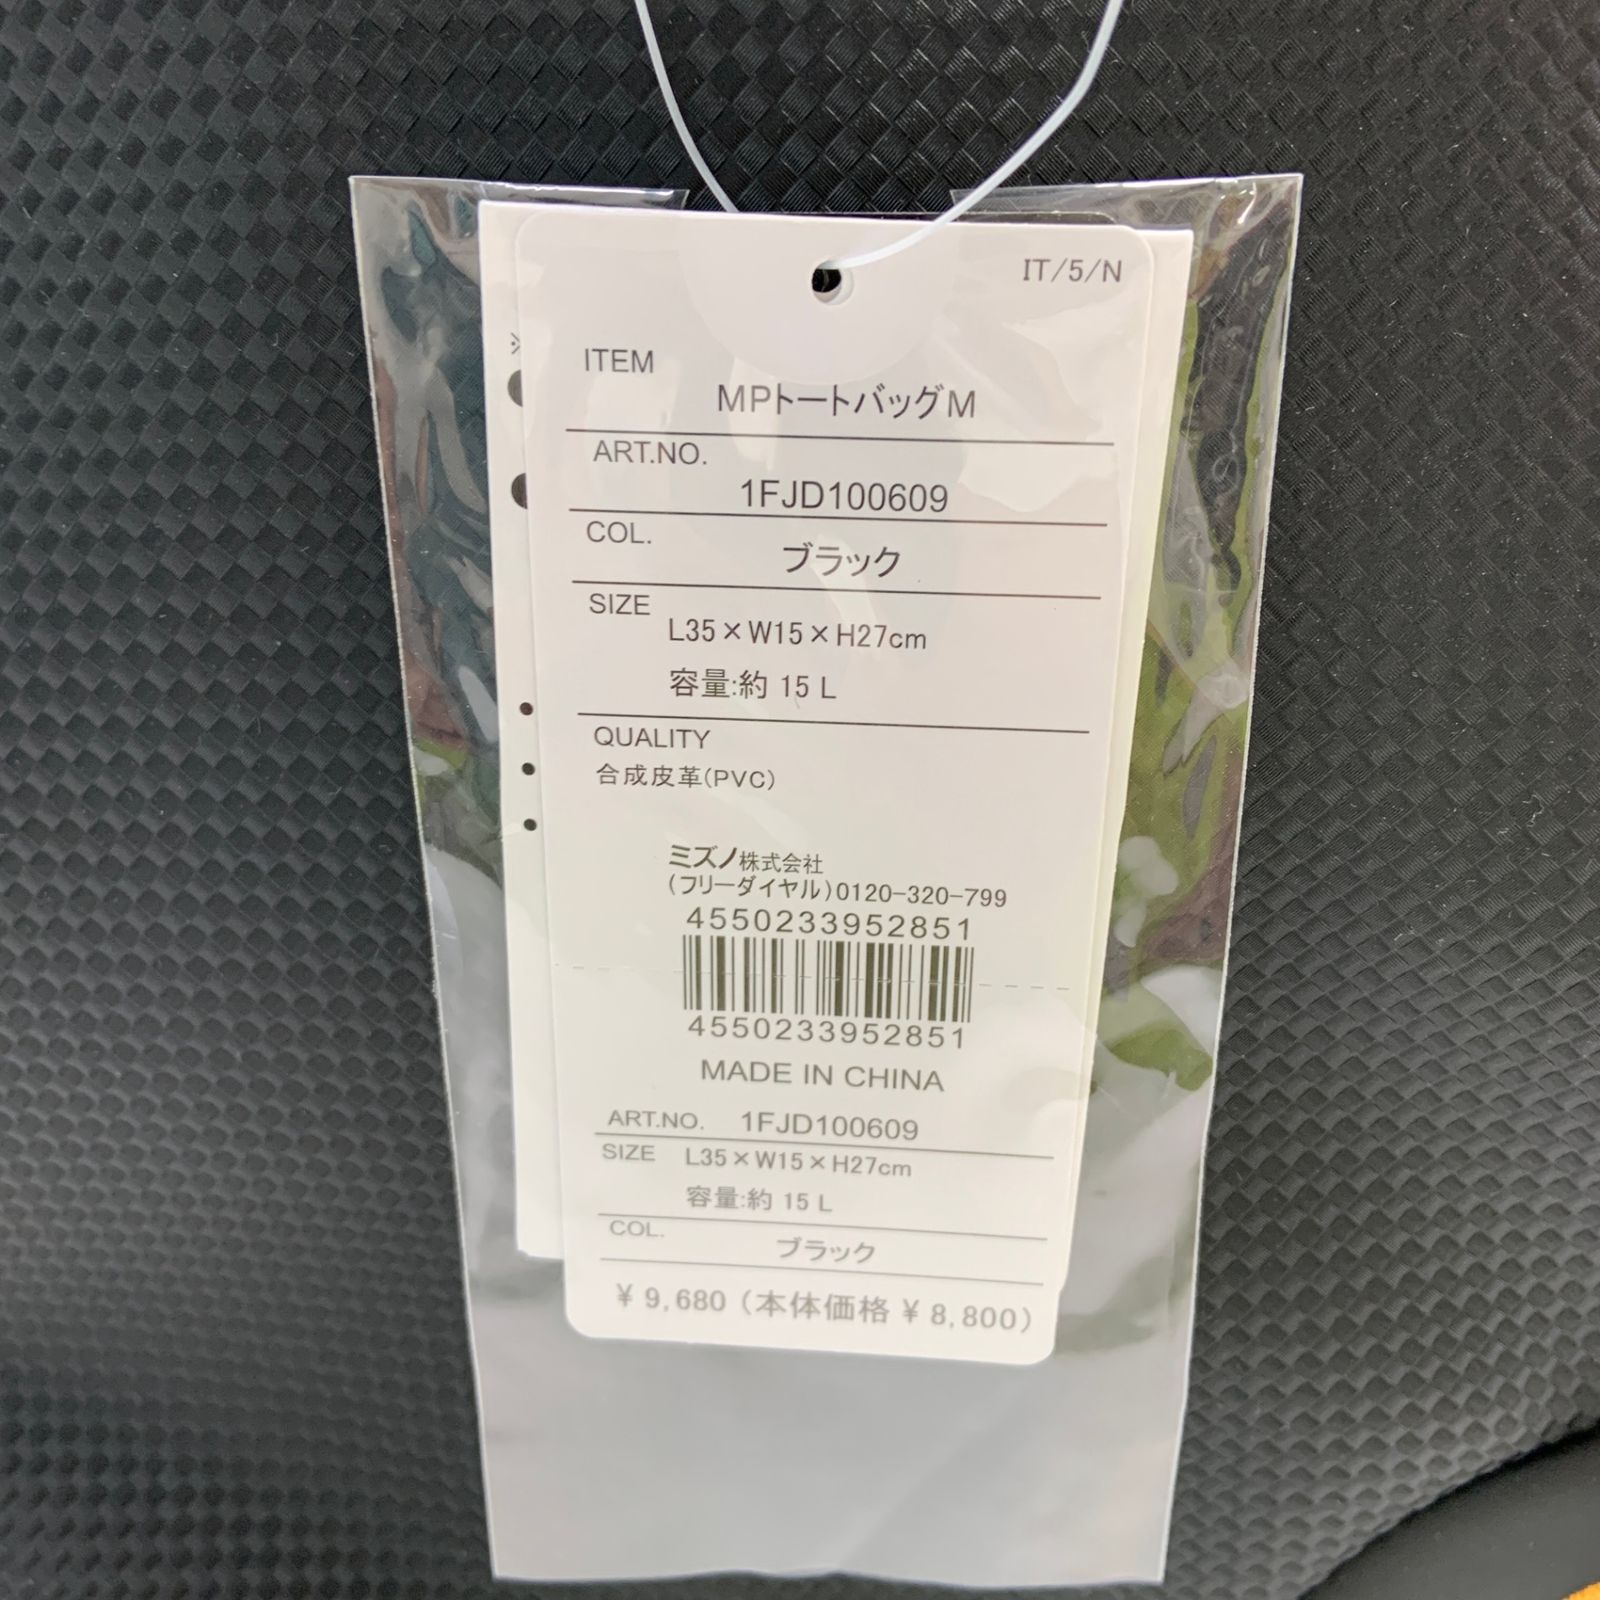 IT/5/N
ITEM
MPトートバッグM
ART.NO.
1FJD100609
COL.
ブラック
SIZE
L35×W15×H27cm
容量:約 15 L
QUALITY
合成皮革(PVC)
ミズノ株式会社
(フリーダイヤル)0120-320-799
4550233952851
4550233952851
MADE IN CHINA
ART.NO. 1FJD100609
SIZE L35×W15×H27cm
容量:約 15 L
COL.
ブラック
¥ 9,680 (本体価格 ¥ 8,800)